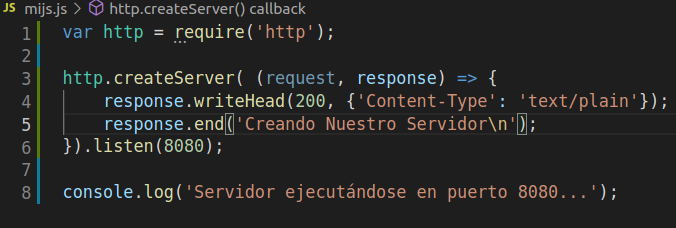 JS mijs.js > http.createServer() callback
1 var http = require('http');
2
3 http.createServer( (request, response) => {
4 response.writeHead(200, {'Content-Type': 'text/plain'});
5 response.end('Creando Nuestro Servidor\n');
6 }).listen(8080);
7
8 console.log('Servidor ejecutándose en puerto 8080...');